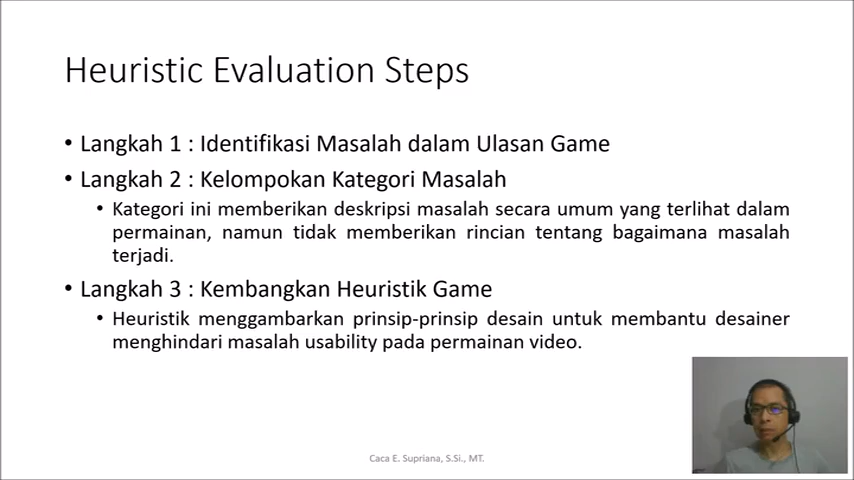 Heuristic Evaluation Steps
• Langkah 1 : Identifikasi Masalah dalam Ulasan Game
• Langkah 2 : Kelompokan Kategori Masalah
• Kategori ini memberikan deskripsi masalah secara umum yang terlihat dalam
permainan, namun tidak memberikan rincian tentang bagaimana masalah
terjadi.
• Langkah 3 : Kembangkan Heuristik Game
• Heuristik menggambarkan prinsip-prinsip desain untuk membantu desainer
menghindari masalah usability pada permainan video.
Caca E. Supriana, S.Si., MT.